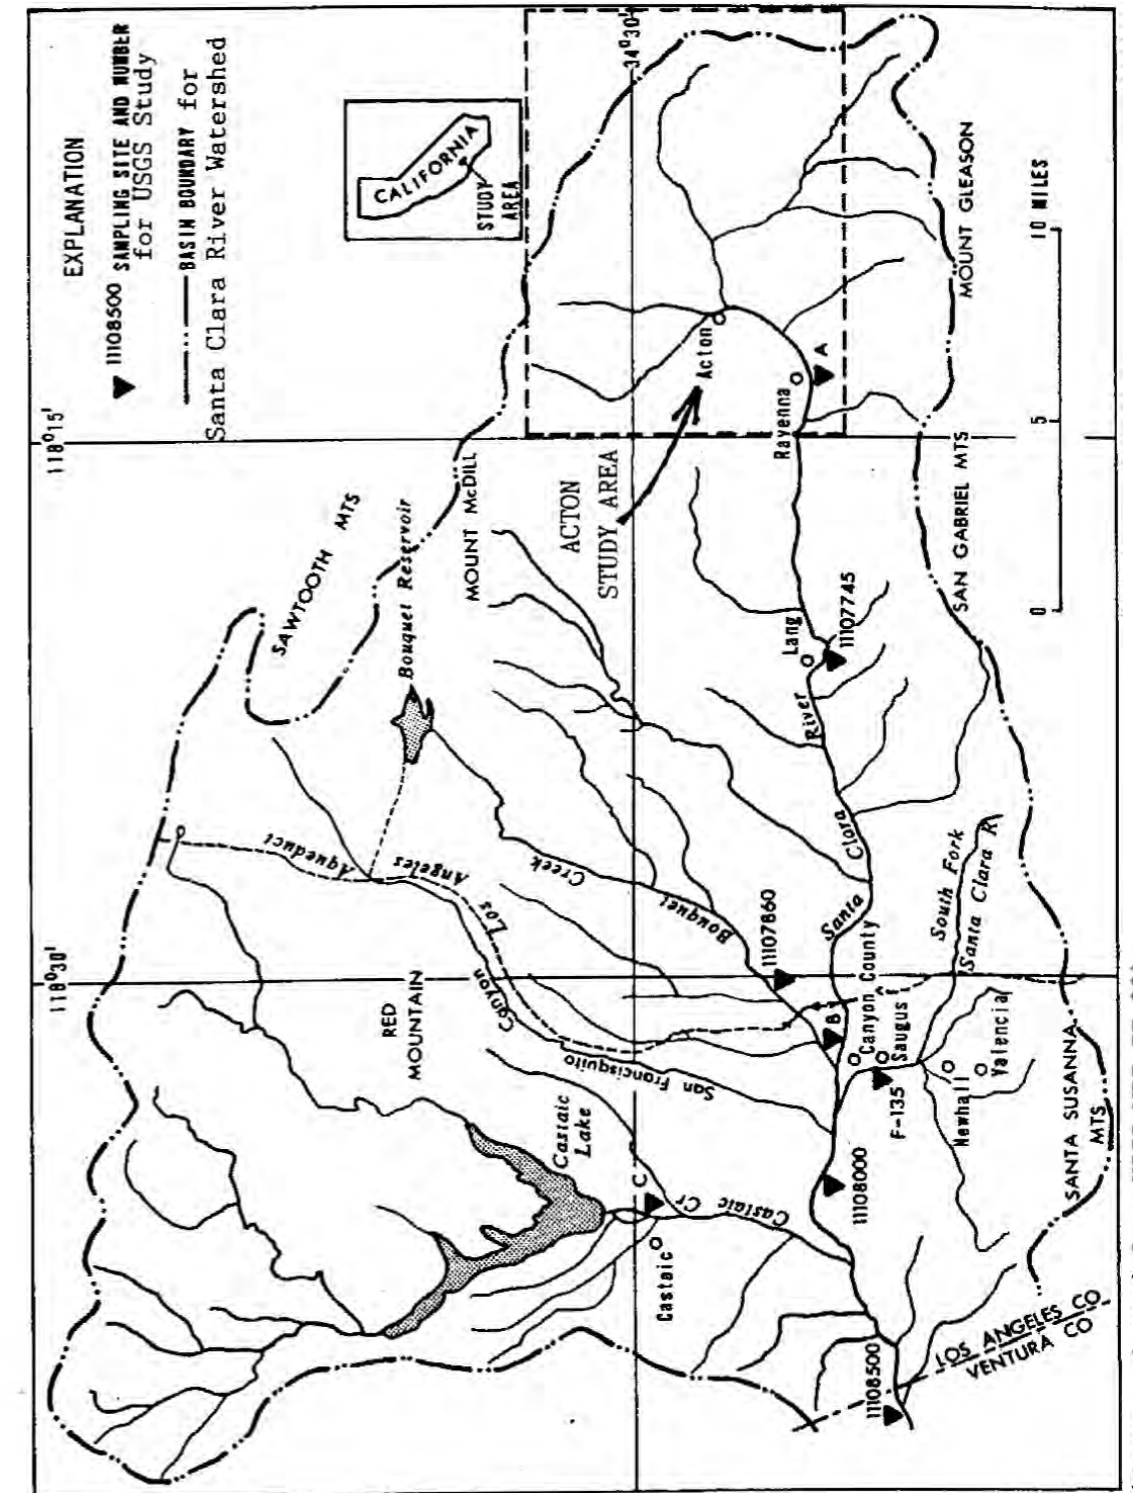 EXPLANATION
11108500 SAMPLING SITE AND NUMBER
for USGS Study
BASIN BOUNDARY for
Santa Clara River Watershed
CALIFORNIA
STUDY
AREA
118°30'
118°15'
34°30'
SAWTOOTH MTS
Bouquet Reservoir
MOUNT McDILL
ACTON
STUDY AREA
Acton
Ravenna
A
Lang
11107745
River
Clara
Santa
Aqueduct
Angeles
Los
Creek
Bouquet
11107860
RED
MOUNTAIN
Canyon
San Francisquito
Castaic
Lake
C
Castaic
Castaic Cr
B
Canyon County
Saugus
F-135
Newhall
Valencia
South Fork
Santa Clara R
11108000
11108500
LOS ANGELES CO
VENTURA CO
SANTA SUSANNA
MTS
SAN GABRIEL MTS
MOUNT GLEASON
0 5 10 MILES